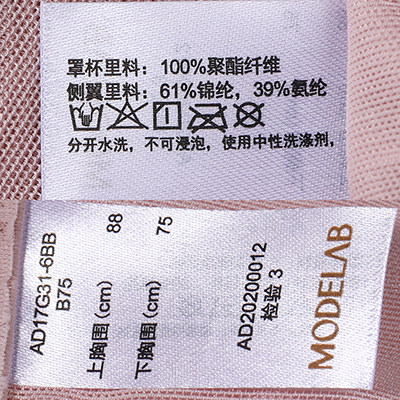 罩杯里料：100%聚酯纤维
侧翼里料：61%锦纶，39%氨纶
分开水洗，不可浸泡，使用中性洗涤剂，
AD17G31-6BB
B75
上胸围(cm) 88
下胸围(cm) 75
AD20200012
检验 3
MODELAB